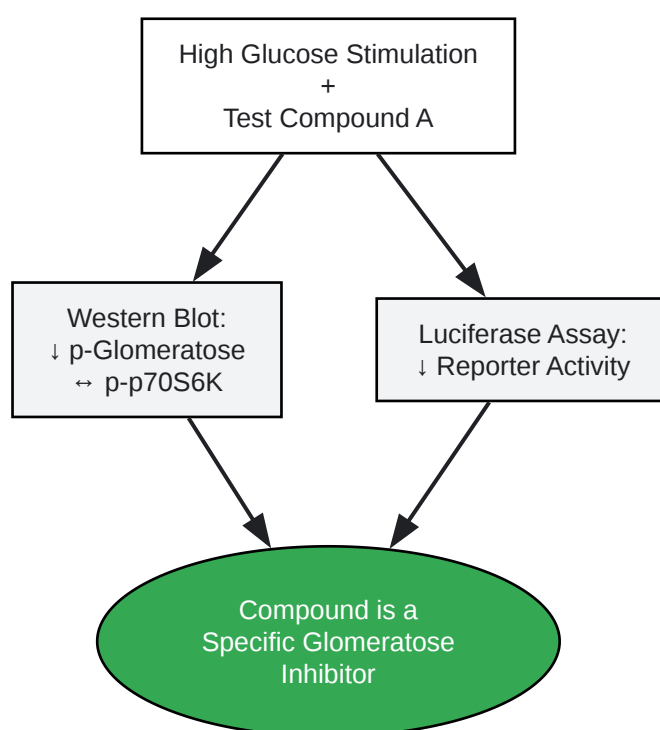 High Glucose Stimulation
+
Test Compound A
Western Blot:
↓ p-Glomeratose
↔ p-p70S6K
Luciferase Assay:
↓ Reporter Activity
Compound is a
Specific Glomeratose
Inhibitor